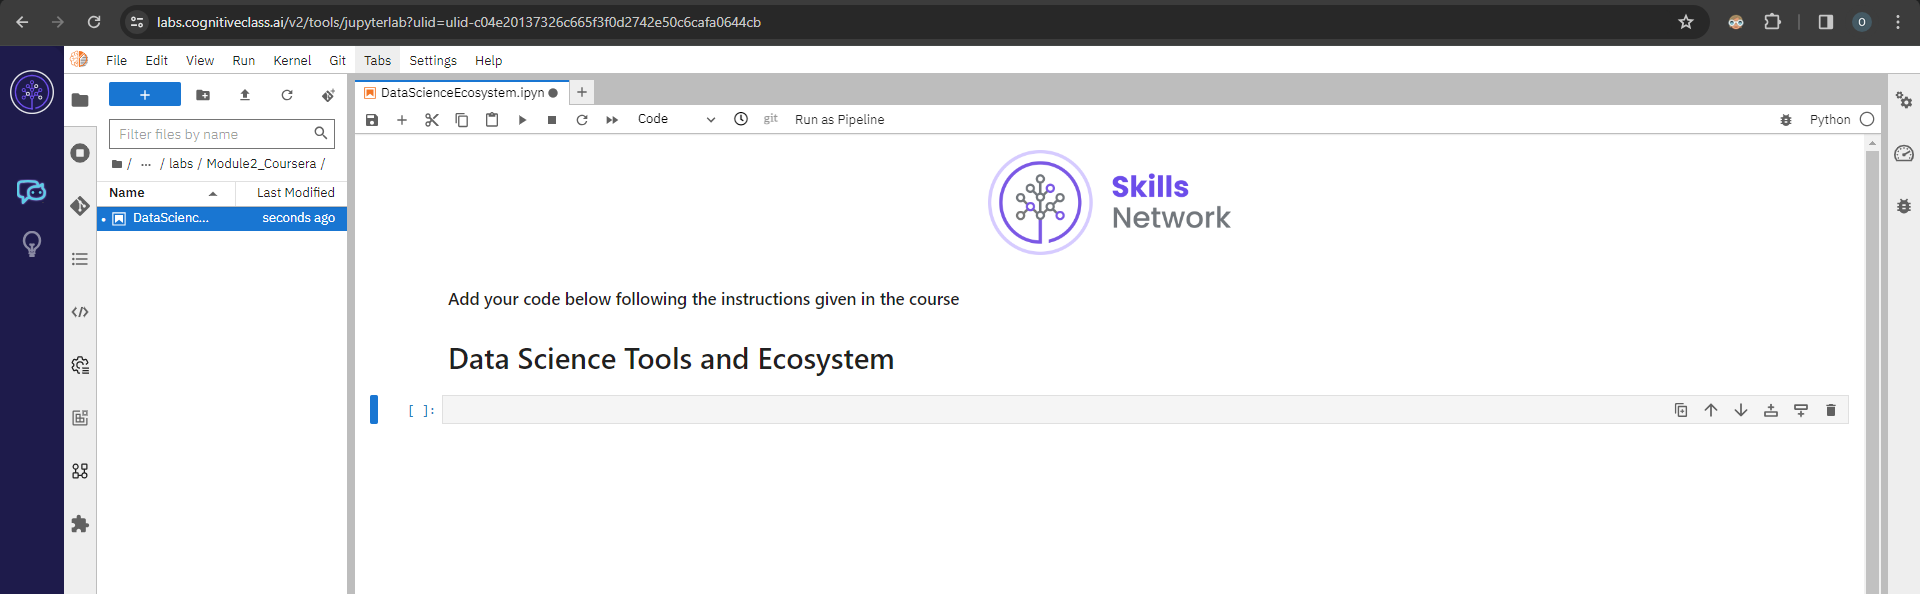 labs.cognitiveclass.ai/v2/tools/jupyterlab?ulid=ulid-c04e20137326c665f3f0d2742e50c6cafa0644cb
O
File Edit View Run Kernel Git Tabs Settings Help
+
DataScienceEcosystem.ipyn
+
Filter files by name
Code
git
Run as Pipeline
Python
/ ... / labs / Module2_Coursera /
Name
Last Modified
DataScienc...
seconds ago
Skills
Network
Add your code below following the instructions given in the course
Data Science Tools and Ecosystem
[ ]: